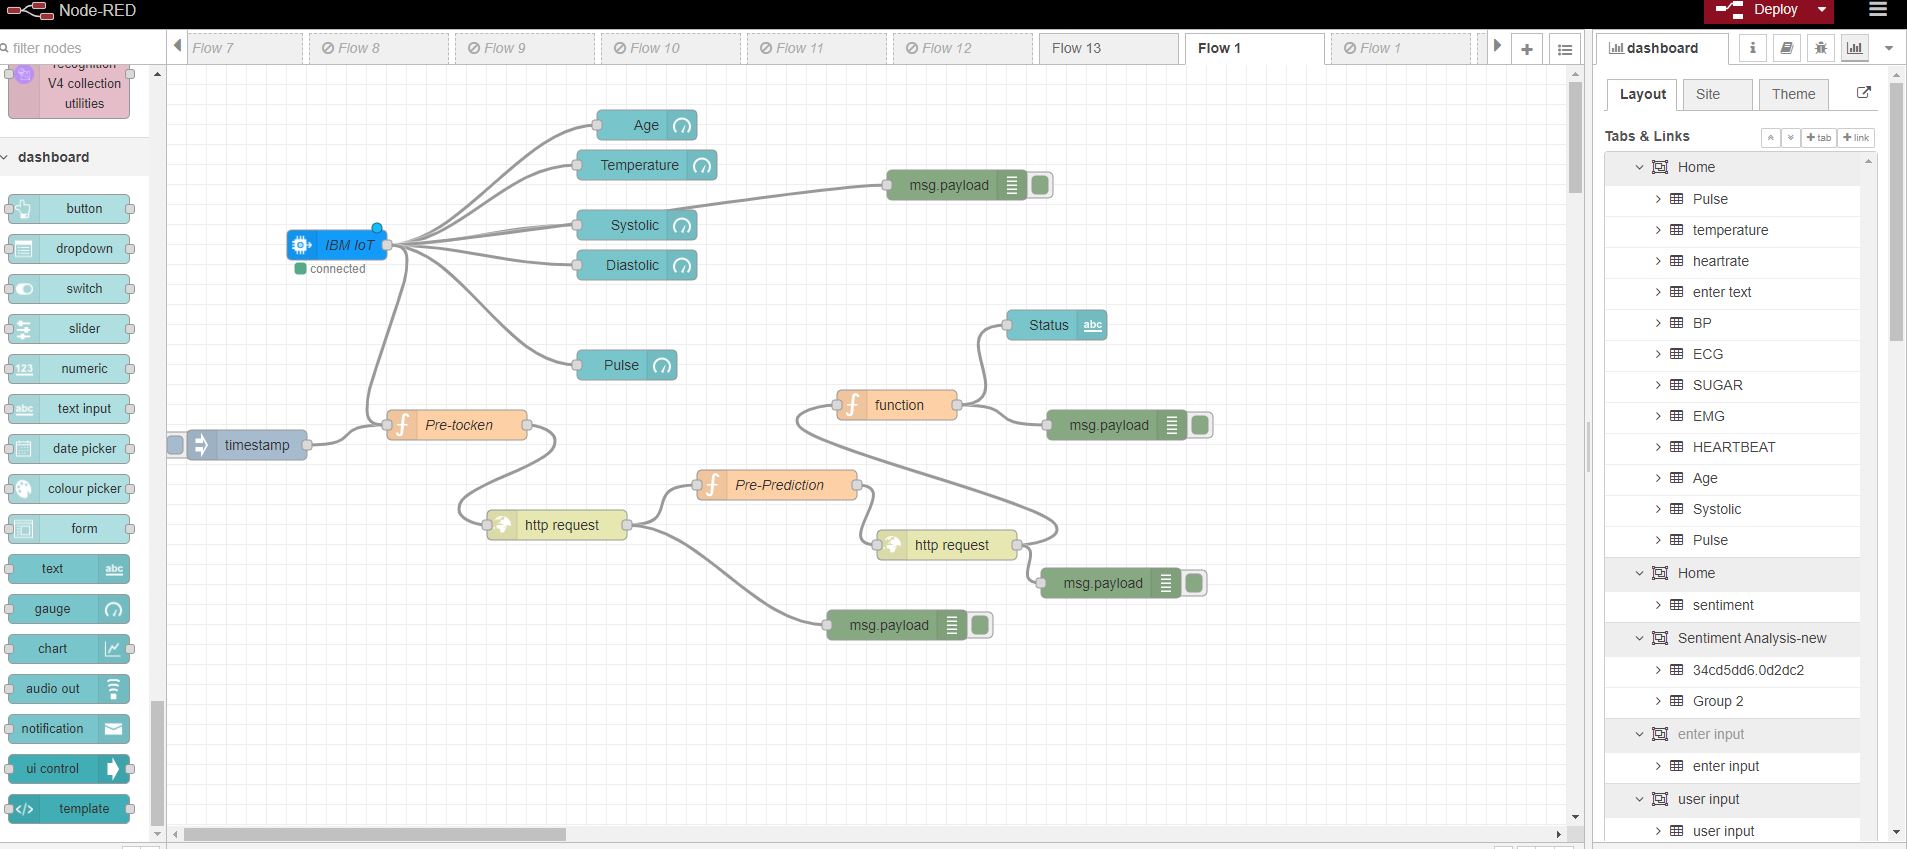 Node-RED
Deploy
filter nodes
Flow 7
Flow 8
Flow 9
Flow 10
Flow 11
Flow 12
Flow 13
Flow 1
Flow 1
recognition
V4 collection
utilities
dashboard
button
dropdown
switch
slider
123
numeric
abc
text input
date picker
colour picker
form
text
abc
gauge
chart
audio out
notification
ui control
template
Age
Temperature
msg.payload
Systolic
IBM IoT
connected
Diastolic
Status
abc
Pulse
function
Pre-tocken
msg.payload
timestamp
Pre-Prediction
http request
http request
msg.payload
msg.payload
dashboard
i
Layout
Site
Theme
Tabs & Links
+ tab
+ link
Home
Pulse
temperature
heartrate
enter text
BP
ECG
SUGAR
EMG
HEARTBEAT
Age
Systolic
Pulse
Home
sentiment
Sentiment Analysis-new
34cd5dd6.0d2dc2
Group 2
enter input
enter input
user input
user input